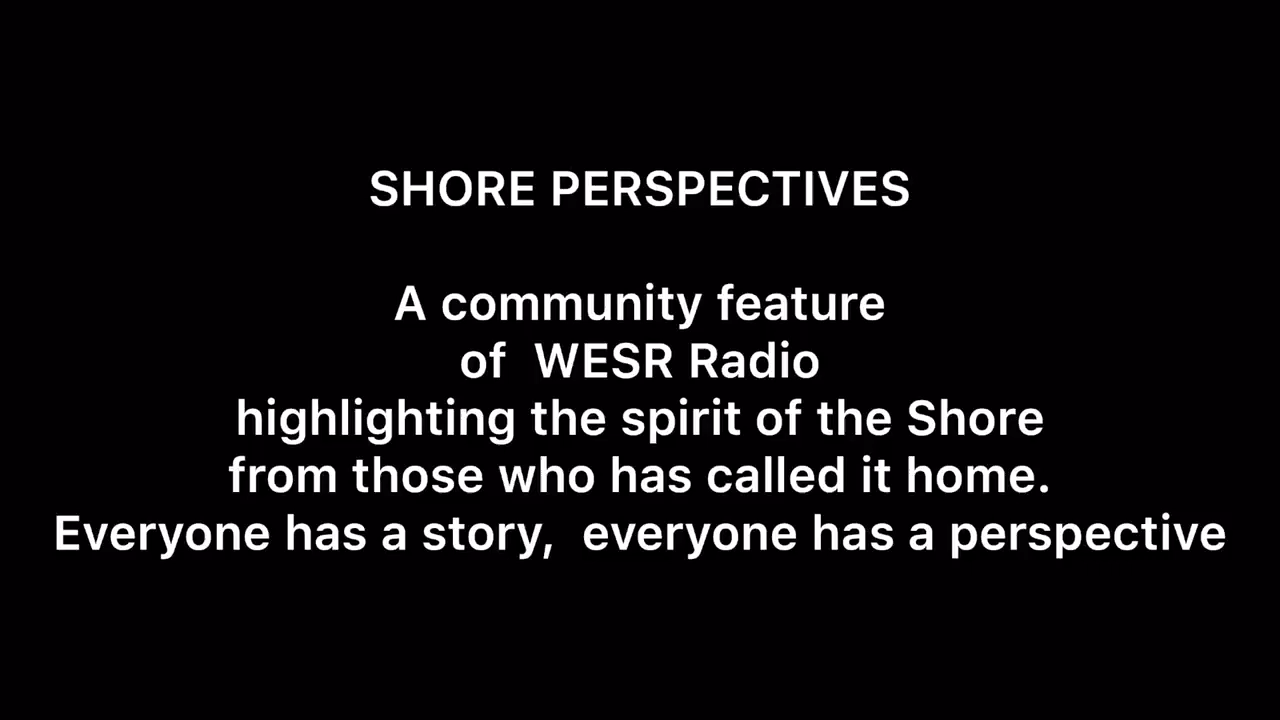 SHORE PERSPECTIVES
A community feature
of  WESR Radio
highlighting the spirit of the Shore
from those who has called it home.
Everyone has a story,  everyone has a perspective